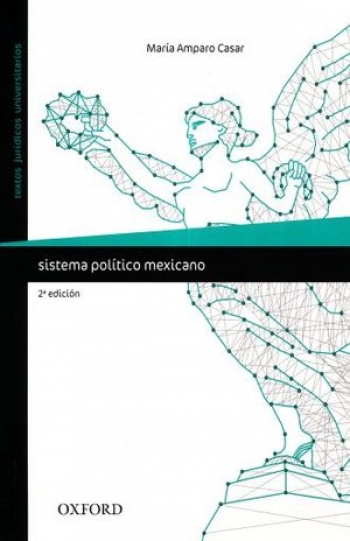 María Amparo Casar
textos jurídicos universitarios
sistema político mexicano
2ª edición
OXFORD